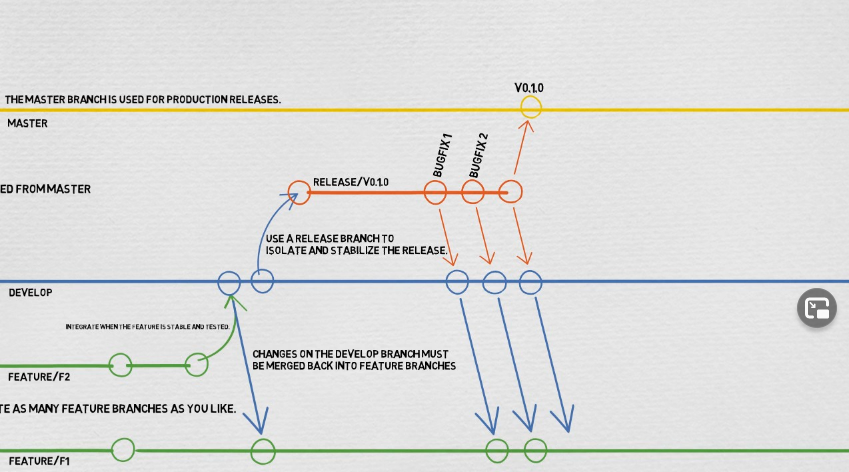 V0.1.0
THE MASTER BRANCH IS USED FOR PRODUCTION RELEASES.
MASTER
BUGFIX 1
BUGFIX 2
ED FROM MASTER
RELEASE/V0.1.0
USE A RELEASE BRANCH TO
ISOLATE AND STABILIZE THE RELEASE.
DEVELOP
INTEGRATE WHEN THE FEATURE IS STABLE AND TESTED.
CHANGES ON THE DEVELOP BRANCH MUST
BE MERGED BACK INTO FEATURE BRANCHES
FEATURE/F2
TE AS MANY FEATURE BRANCHES AS YOU LIKE.
FEATURE/F1